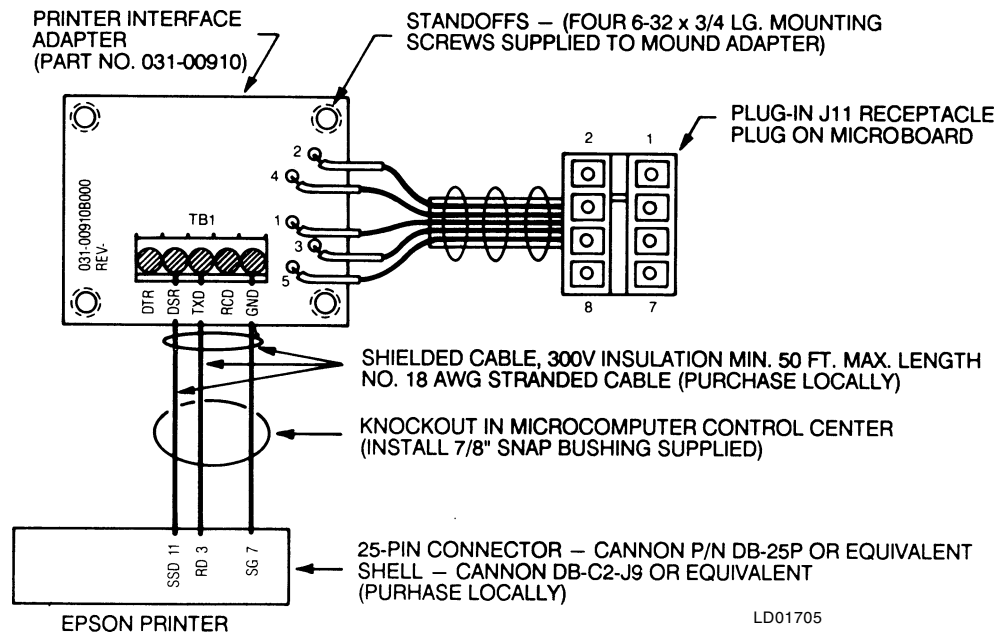 PRINTER INTERFACE
ADAPTER
(PART NO. 031-00910)
STANDOFFS – (FOUR 6-32 x 3/4 LG. MOUNTING
SCREWS SUPPLIED TO MOUND ADAPTER)
PLUG-IN J11 RECEPTACLE
PLUG ON MICROBOARD
2
1
8
7
2
4
1
3
5
031-00910B000
REV-
TB1
DTR
DSR
TXD
RCD
GND
SHIELDED CABLE, 300V INSULATION MIN. 50 FT. MAX. LENGTH
NO. 18 AWG STRANDED CABLE (PURCHASE LOCALLY)
KNOCKOUT IN MICROCOMPUTER CONTROL CENTER
(INSTALL 7/8" SNAP BUSHING SUPPLIED)
SSD 11
RD 3
SG 7
25-PIN CONNECTOR – CANNON P/N DB-25P OR EQUIVALENT
SHELL – CANNON DB-C2-J9 OR EQUIVALENT
(PURHASE LOCALLY)
EPSON PRINTER
LD01705